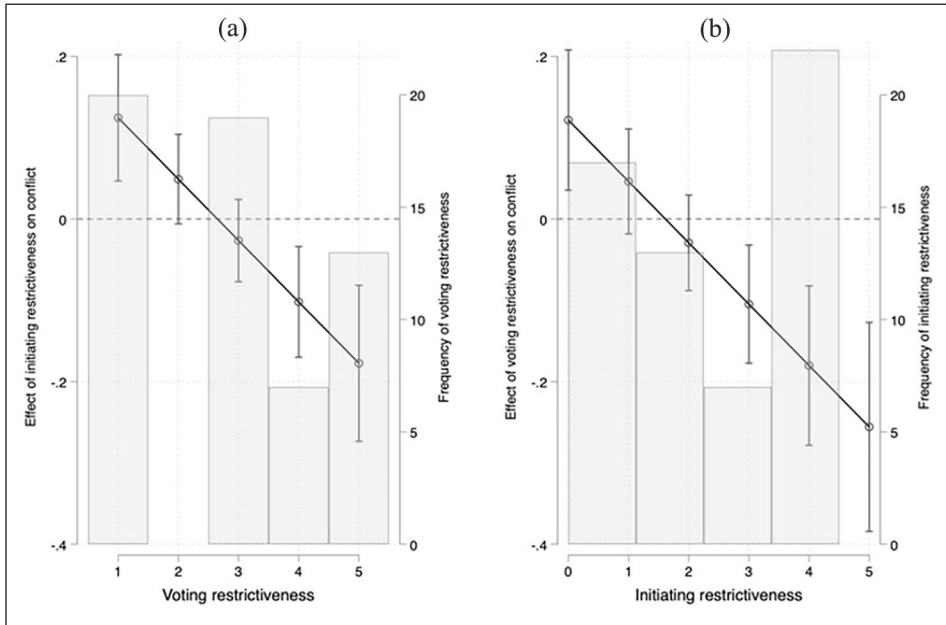 (a)
Effect of initiating restrictiveness on conflict
.2
0
-.2
-.4
20
15
10
5
0
Frequency of voting restrictiveness
1 2 3 4 5
Voting restrictiveness
(b)
Effect of voting restrictiveness on conflict
.2
0
-.2
-.4
20
15
10
5
0
Frequency of initiating restrictiveness
0 1 2 3 4 5
Initiating restrictiveness